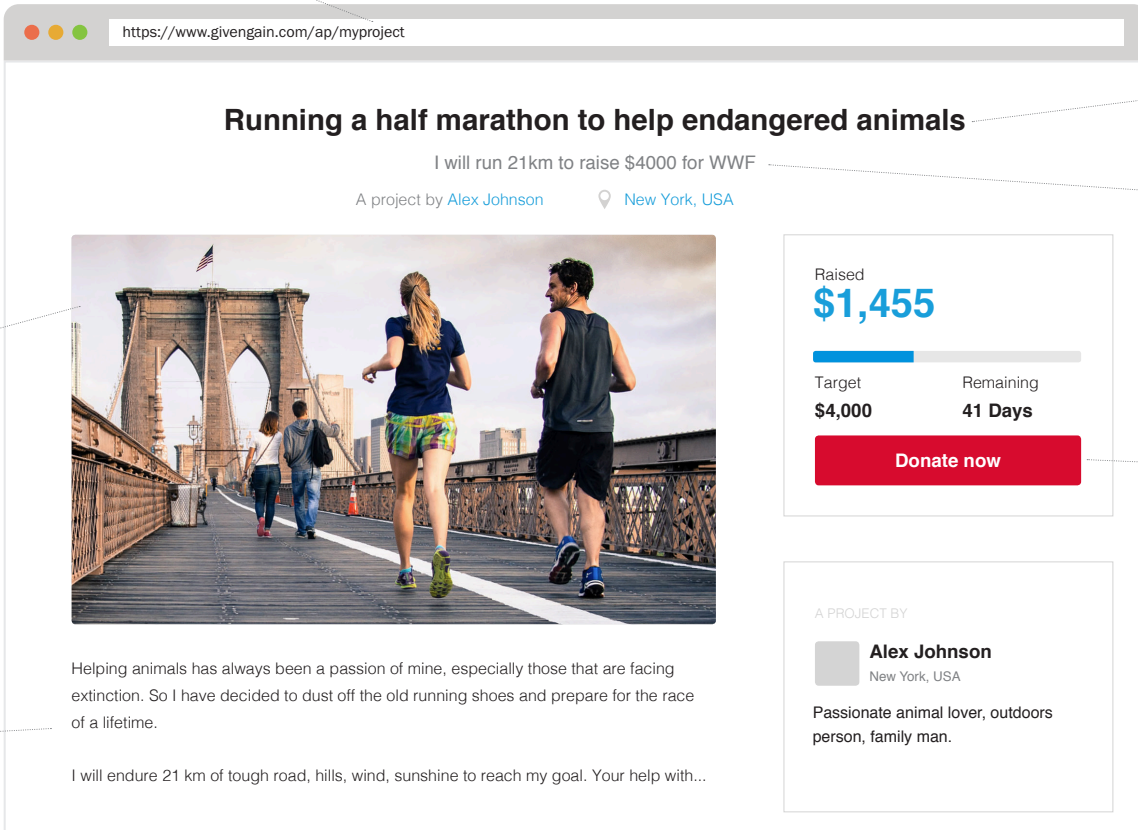 https://www.givengain.com/ap/myproject
Running a half marathon to help endangered animals
I will run 21km to raise $4000 for WWF
A project by Alex Johnson
New York, USA
Raised
$1,455
Target
Remaining
$4,000
41 Days
Donate now
Helping animals has always been a passion of mine, especially those that are facing
extinction. So I have decided to dust off the old running shoes and prepare for the race
of a lifetime.
I will endure 21 km of tough road, hills, wind, sunshine to reach my goal. Your help with...
A PROJECT BY
Alex Johnson
New York, USA
Passionate animal lover, outdoors
person, family man.